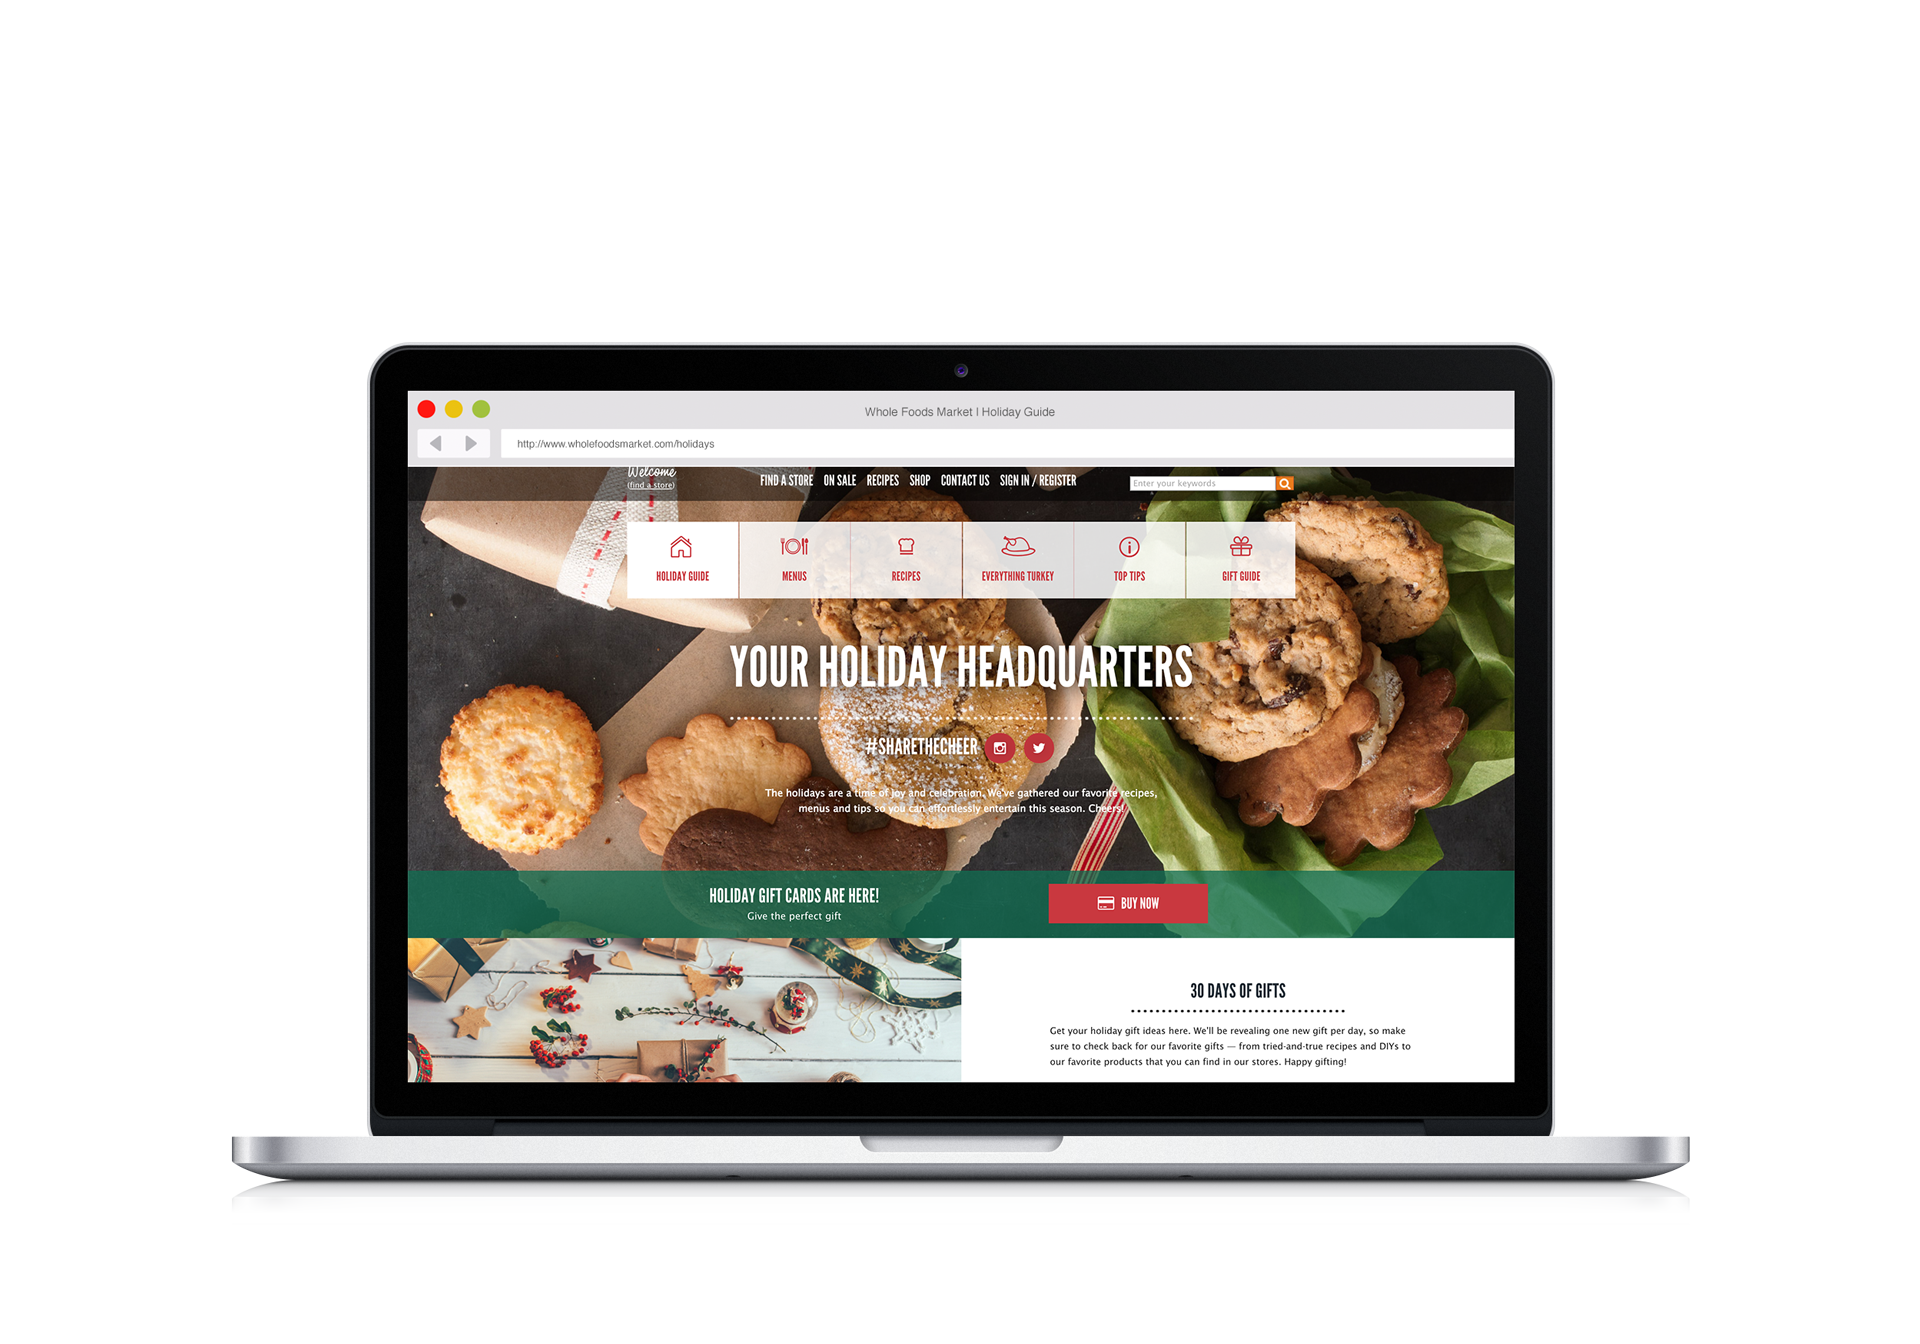 Whole Foods Market | Holiday Guide
http://www.wholefoodsmarket.com/holidays
Welcome
(find a store)
FIND A STORE ON SALE RECIPES SHOP CONTACT US SIGN IN / REGISTER
Enter your keywords
HOLIDAY GUIDE MENUS RECIPES EVERYTHING TURKEY TOP TIPS GIFT GUIDE
YOUR HOLIDAY HEADQUARTERS
#SHARETHECHEER
The holidays are a time of joy and celebration. We've gathered our favorite recipes,
menus and tips so you can effortlessly entertain this season. Cheers!
HOLIDAY GIFT CARDS ARE HERE!
Give the perfect gift
BUY NOW
30 DAYS OF GIFTS
Get your holiday gift ideas here. We'll be revealing one new gift per day, so make
sure to check back for our favorite gifts — from tried-and-true recipes and DIYs to
our favorite products that you can find in our stores. Happy gifting!